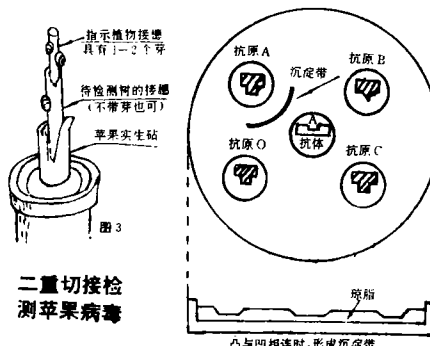 指示植物接穗
具有1—2个芽
待检测树的接穗
(不带芽也可)
苹果实生砧
图3
二重切接检
测苹果病毒
抗原A
沉淀带
抗原B
A
抗体
抗原O
抗原C
琼脂
凸与凹相连时,形成沉淀带